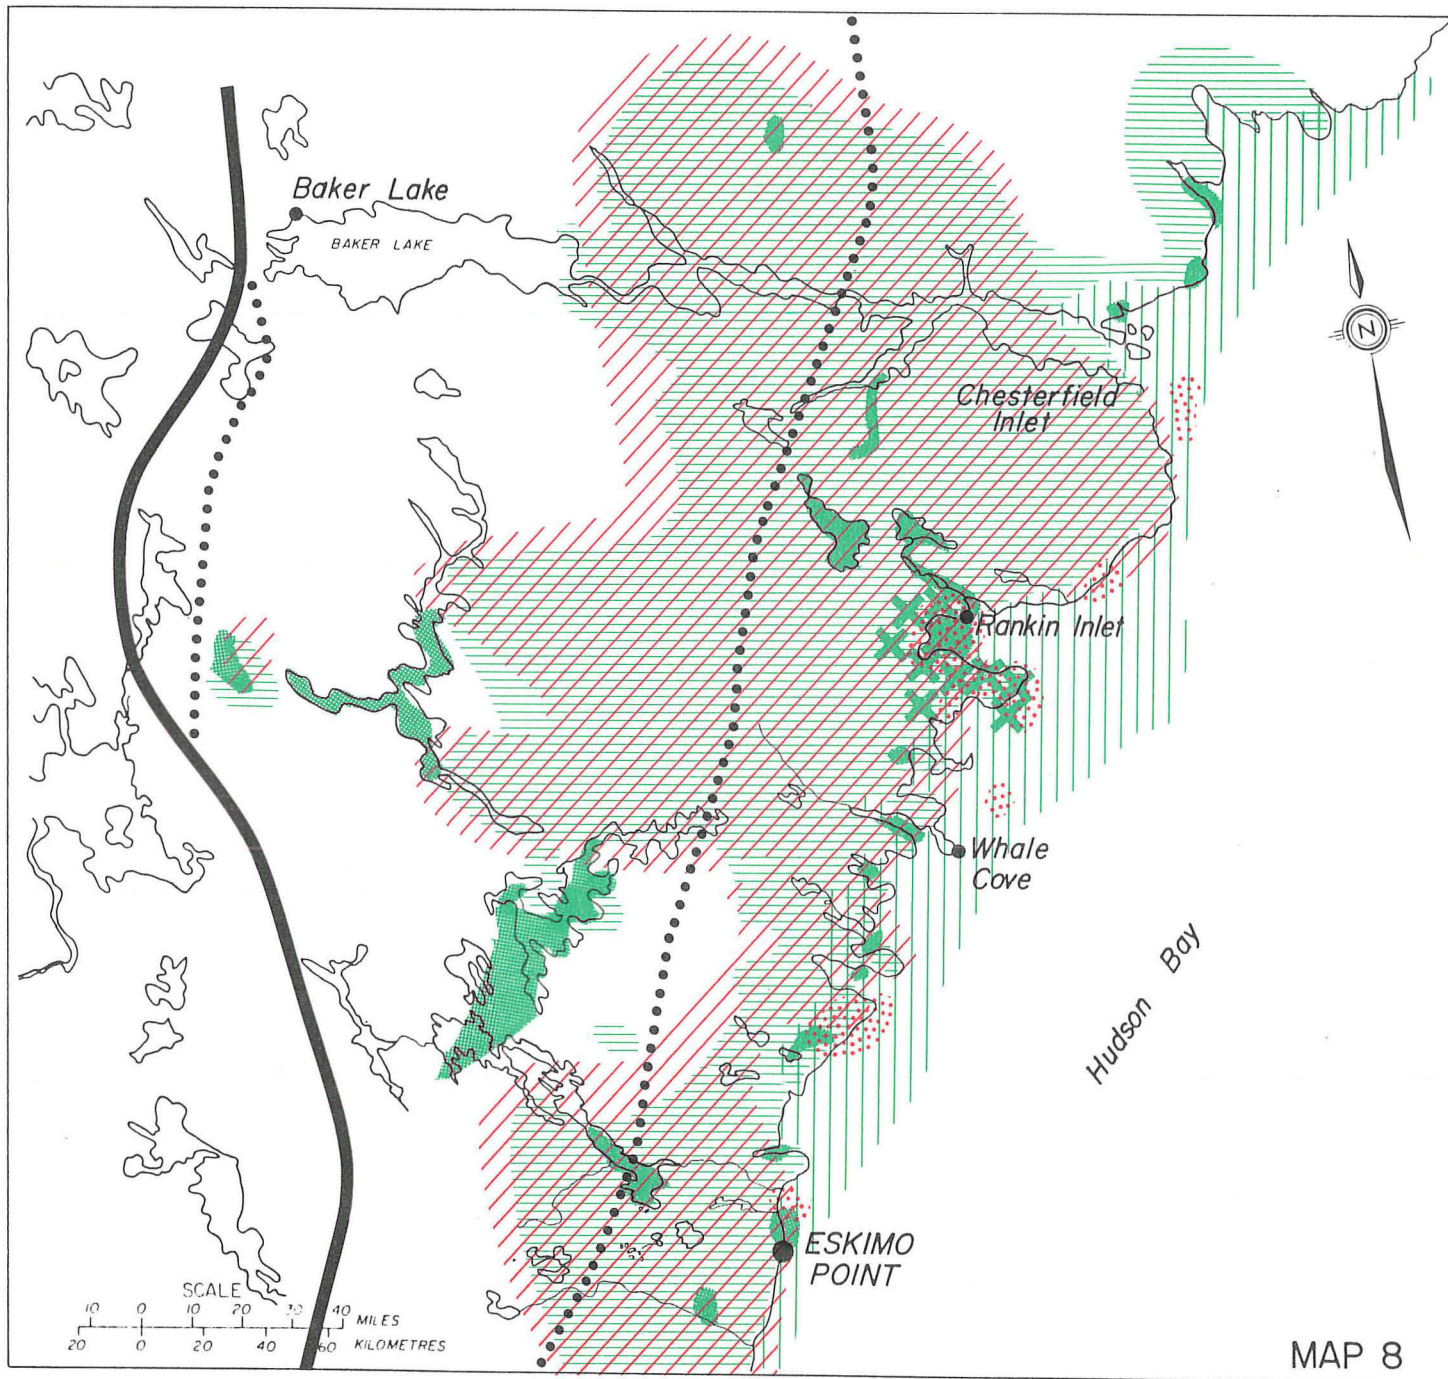 Baker Lake
BAKER LAKE
N
Chesterfield
Inlet
Rankin Inlet
Whale
Cove
Hudson Bay
ESKIMO
POINT
SCALE
10 0 10 20 30 40 MILES
20 0 20 40 60 KILOMETRES
MAP 8